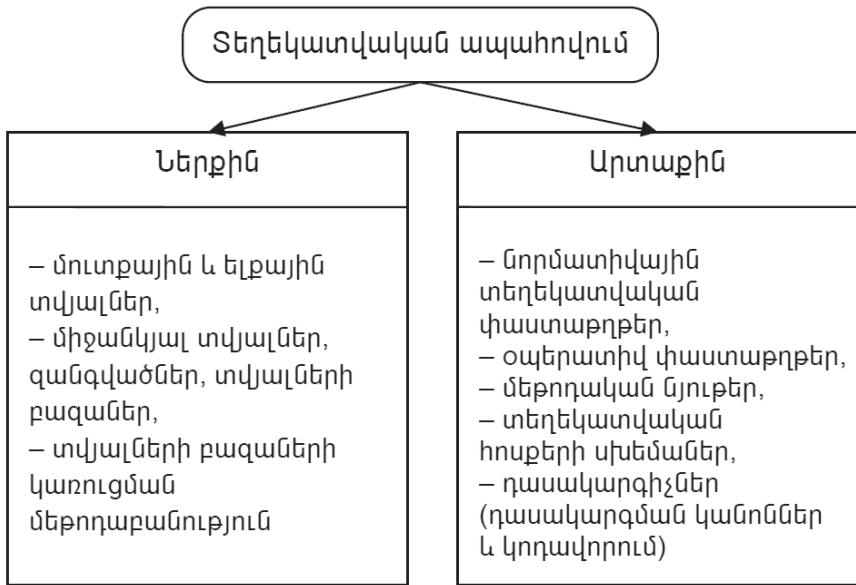 Տեղեկատվական ապահովում
Ներքին
– մուտքային և ելքային
տվյալներ,
– միջանկյալ տվյալներ,
զանգվածներ, տվյալների
բազաներ,
– տվյալների բազաների
կառուցման
մեթոդաբանություն
Արտաքին
– նորմատիվային
տեղեկատվական
փաստաթղթեր,
– օպերատիվ փաստաթղթեր,
– մեթոդական նյութեր,
– տեղեկատվական
հոսքերի սխեմաներ,
– դասակարգիչներ
(դասակարգման կանոններ
և կոդավորում)